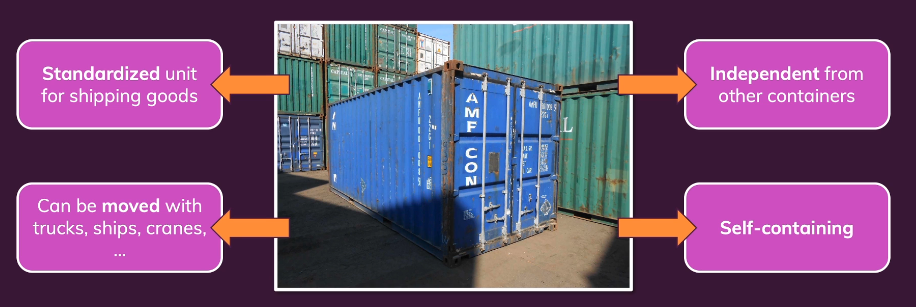 Standardized unit
for shipping goods
Can be moved with
trucks, ships, cranes,
...
Independent from
other containers
Self-containing
AMF CON